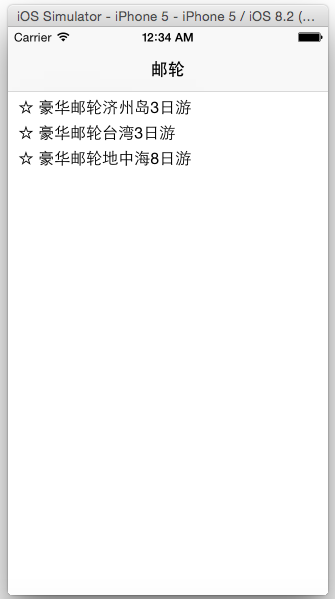 iOS Simulator - iPhone 5 - iPhone 5 / iOS 8.2 (...
Carrier 12:34 AM
邮轮
☆ 豪华邮轮济州岛3日游
☆ 豪华邮轮台湾3日游
☆ 豪华邮轮地中海8日游